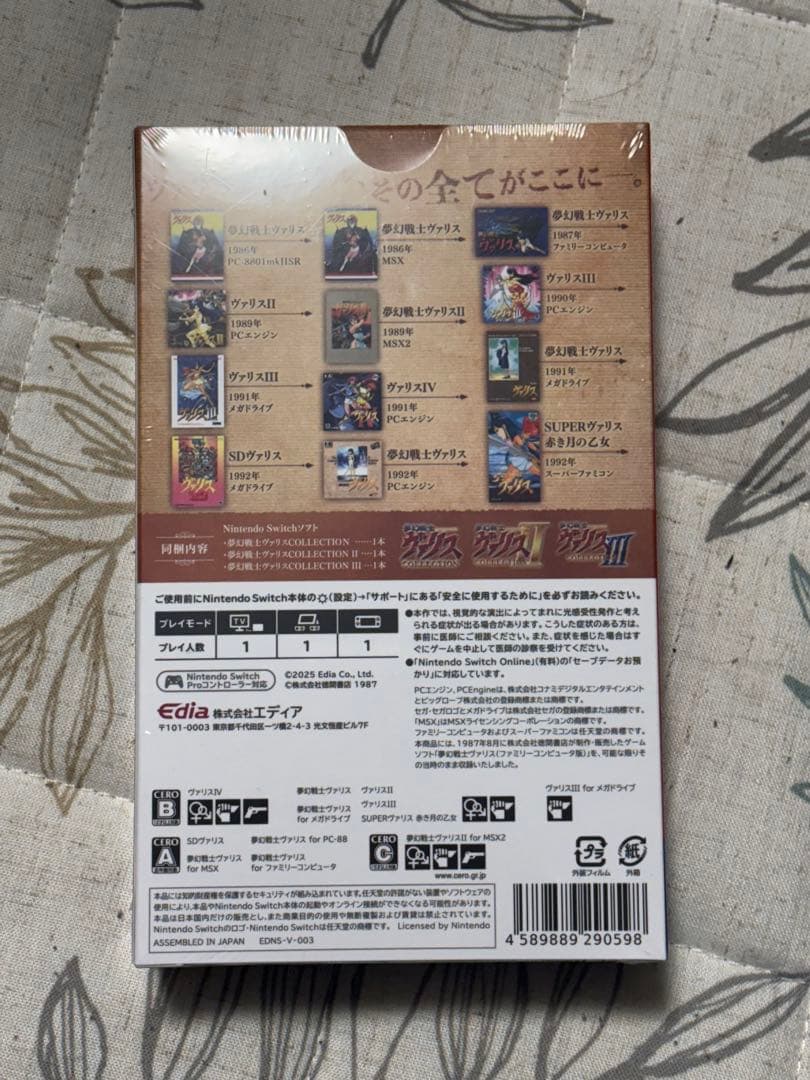 その全てがここに
夢幻戦士ヴァリス
1986年
PC-8801mkIISR
夢幻戦士ヴァリス
1986年
MSX
夢幻戦士ヴァリス
1987年
ファミリーコンピュータ
ヴァリスII
1989年
PCエンジン
夢幻戦士ヴァリスII
1989年
MSX2
ヴァリスIII
1990年
PCエンジン
ヴァリスIII
1991年
メガドライブ
ヴァリスIV
1991年
PCエンジン
夢幻戦士ヴァリス
1991年
メガドライブ
SDヴァリス
1992年
メガドライブ
夢幻戦士ヴァリス
1992年
PCエンジン
SUPERヴァリス
赤き月の乙女
1992年
スーパーファミコン
同梱内容
Nintendo Switchソフト
・夢幻戦士ヴァリスCOLLECTION ……1本
・夢幻戦士ヴァリスCOLLECTION II …1本
・夢幻戦士ヴァリスCOLLECTION III …1本
夢幻戦士 ヴァリス COLLECTION
夢幻戦士 ヴァリス II COLLECTION
夢幻戦士 ヴァリス III COLLECTION
ご使用前にNintendo Switch本体の(設定)→「サポート」にある「安全に使用するために」を必ずお読みください。
プレイモード TV
プレイ人数 1 1 1
Nintendo Switch
Proコントローラー対応
©2025 Edia Co., Ltd.
©株式会社徳間書店 1987
Edia 株式会社エディア
〒101-0003 東京都千代田区一ツ橋2-4-3 光文恒産ビル7F
●本作では、視覚的な演出によってまれに光感受性発作と考え
られる症状が出る場合があります。こうした症状のある方は、
事前に医師にご相談ください。また、症状を感じた場合はす
ぐにゲームを中止して医師の診察を受けてください。
●「Nintendo Switch Online」(有料)の「セーブデータお預
かり」に対応しています。
PCエンジン、PCEngineは、株式会社コナミデジタルエンタテインメント
とビッグローブ株式会社の登録商標または商標です。
セガ・セガロゴとメガドライブは株式会社セガの登録商標または商標です。
「MSX」はMSXライセンシングコーポレーションの商標です。
ファミリーコンピュータおよびスーパーファミコンは任天堂の商標です。
本商品には、1987年8月に株式会社徳間書店が制作・販売したゲーム
ソフト「夢幻戦士ヴァリス(ファミリーコンピュータ版)」を、可能な限りそ
の当時のまま収録いたしました。
CERO B
ヴァリスIV
夢幻戦士ヴァリス
夢幻戦士ヴァリス
for メガドライブ
ヴァリスII
ヴァリスIII
SUPERヴァリス 赤き月の乙女
ヴァリスIII for メガドライブ
CERO A
SDヴァリス
夢幻戦士ヴァリス
for MSX
夢幻戦士ヴァリス for PC-88
夢幻戦士ヴァリス for
ファミリーコンピュータ
CERO C
夢幻戦士ヴァリスII for MSX2
www.cero.gr.jp
プラ
外装フィルム
紙
外箱
本品には知的財産権を保護するセキュリティが組み込まれています。任天堂の許諾がない装置やソフトウェアの
使用により、本品やNintendo Switch本体の起動やオンライン接続ができなくなる可能性があります。
本品は日本国内だけの販売とし、また商業目的の使用や無断複製および賃貸は禁止されています。
Nintendo Switchのロゴ・Nintendo Switchは任天堂の商標です。 Licensed by Nintendo
ASSEMBLED IN JAPAN EDNS-V-003
4 589889 290598